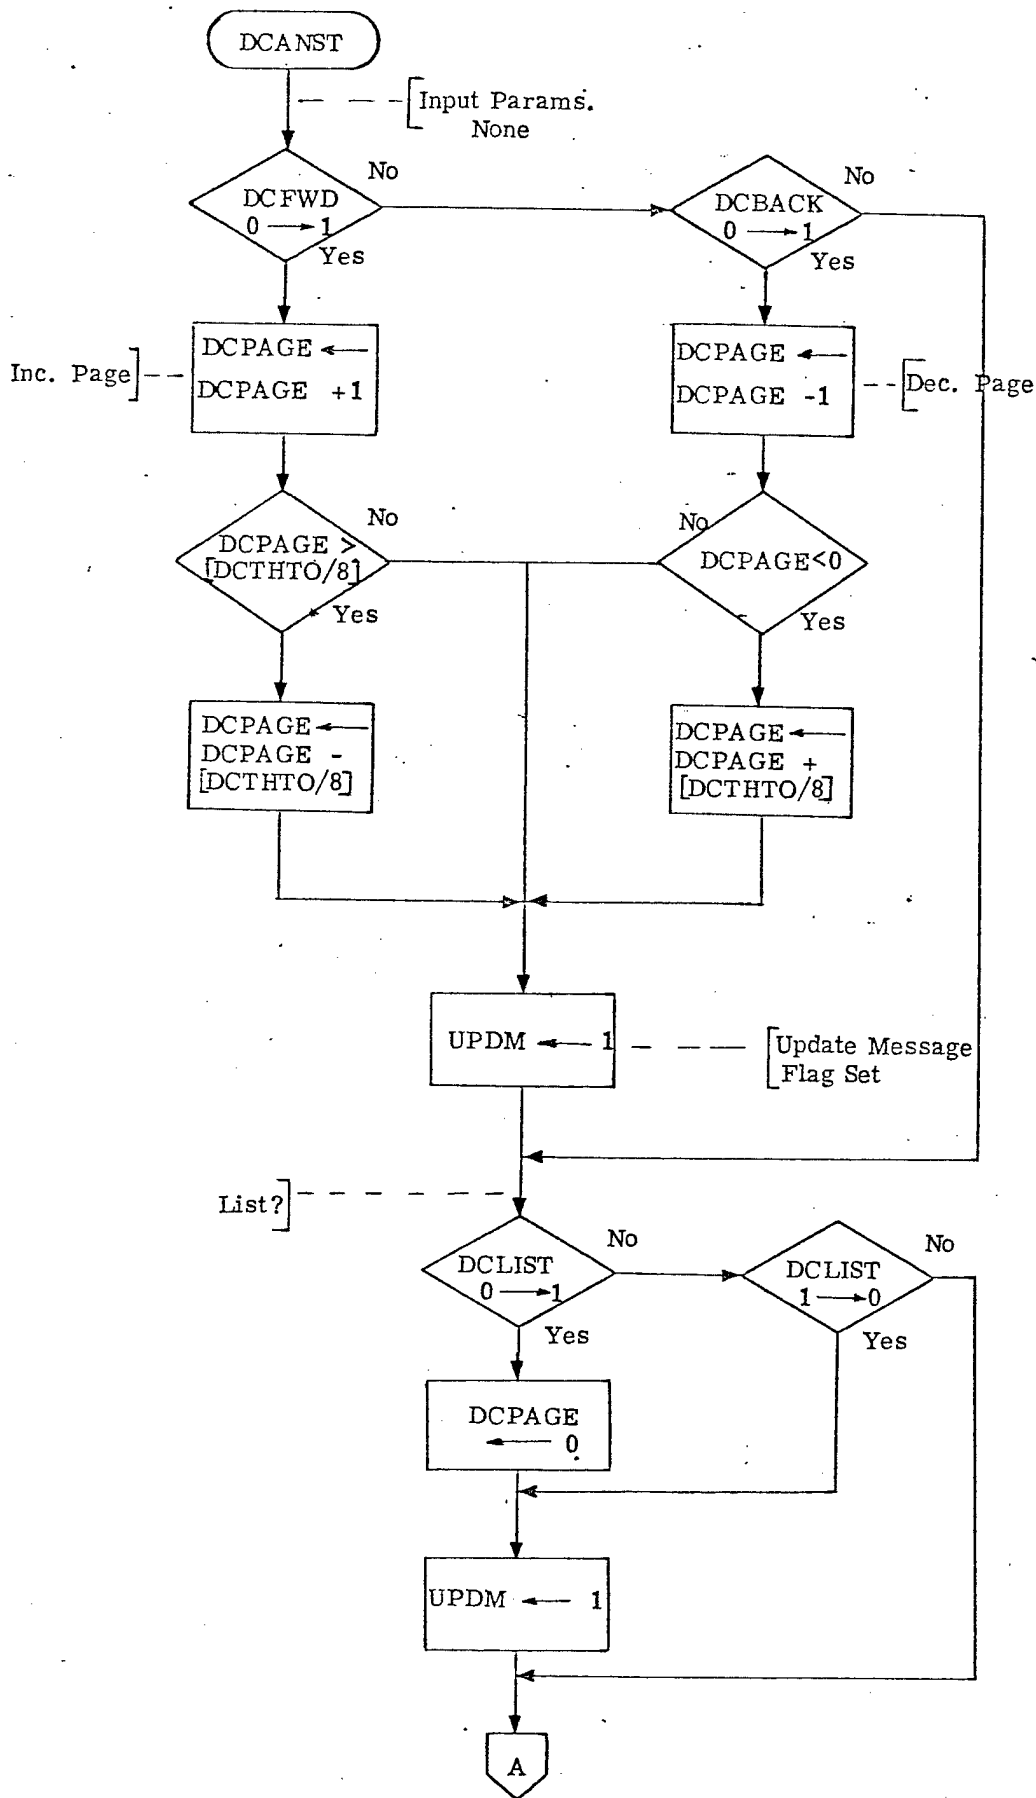 DCANST
Input Params.
None
No
DCFWD
0 → 1
Yes
No
DCBACK
0 → 1
Yes
Inc. Page
DCPAGE ←
DCPAGE +1
DCPAGE ←
DCPAGE -1
Dec. Page
No
DCPAGE >
[DCTHTO/8]
Yes
No
DCPAGE<0
Yes
DCPAGE ←
DCPAGE -
[DCTHTO/8]
DCPAGE ←
DCPAGE +
[DCTHTO/8]
UPDM ← 1
Update Message
Flag Set
List?
No
DCLIST
0 → 1
Yes
No
DCLIST
1 → 0
Yes
DCPAGE
← 0
UPDM ← 1
A